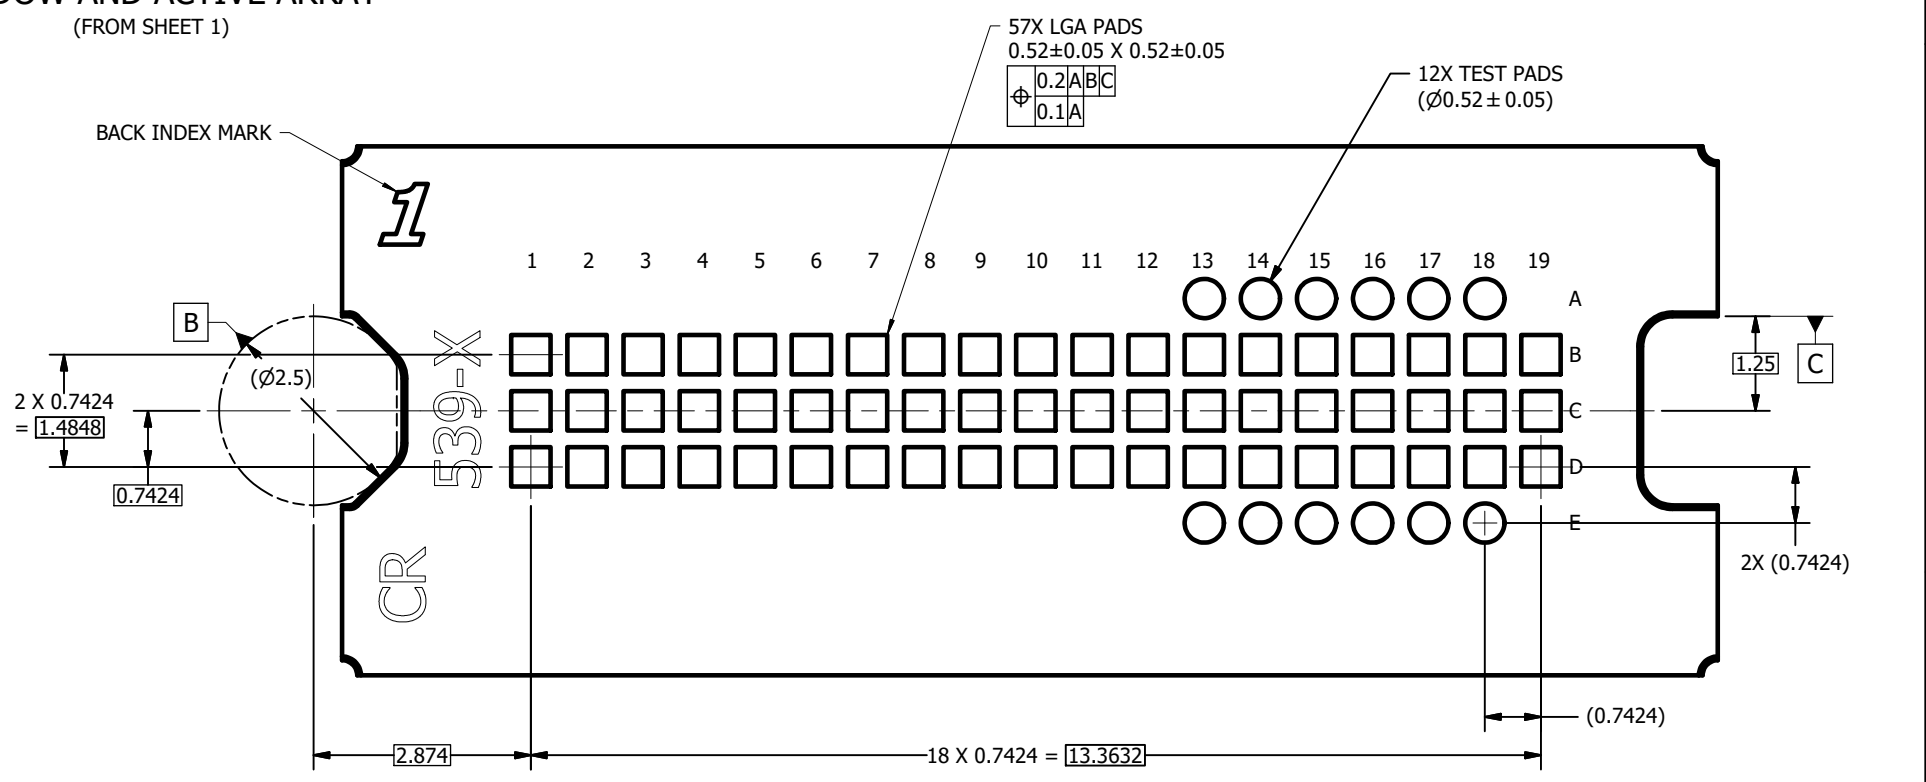 (FROM SHEET 1)
57X LGA PADS
0.52±0.05 X 0.52±0.05
⌖ 0.2 A B C
0.1 A
12X TEST PADS
(Ø0.52±0.05)
BACK INDEX MARK
1
1 2 3 4 5 6 7 8 9 10 11 12 13 14 15 16 17 18 19
A
B
B
(Ø2.5)
539-X
1.25
C
2 X 0.7424
= 1.4848
C
D
0.7424
E
CR
2X (0.7424)
(0.7424)
2.874
18 X 0.7424 = 13.3632